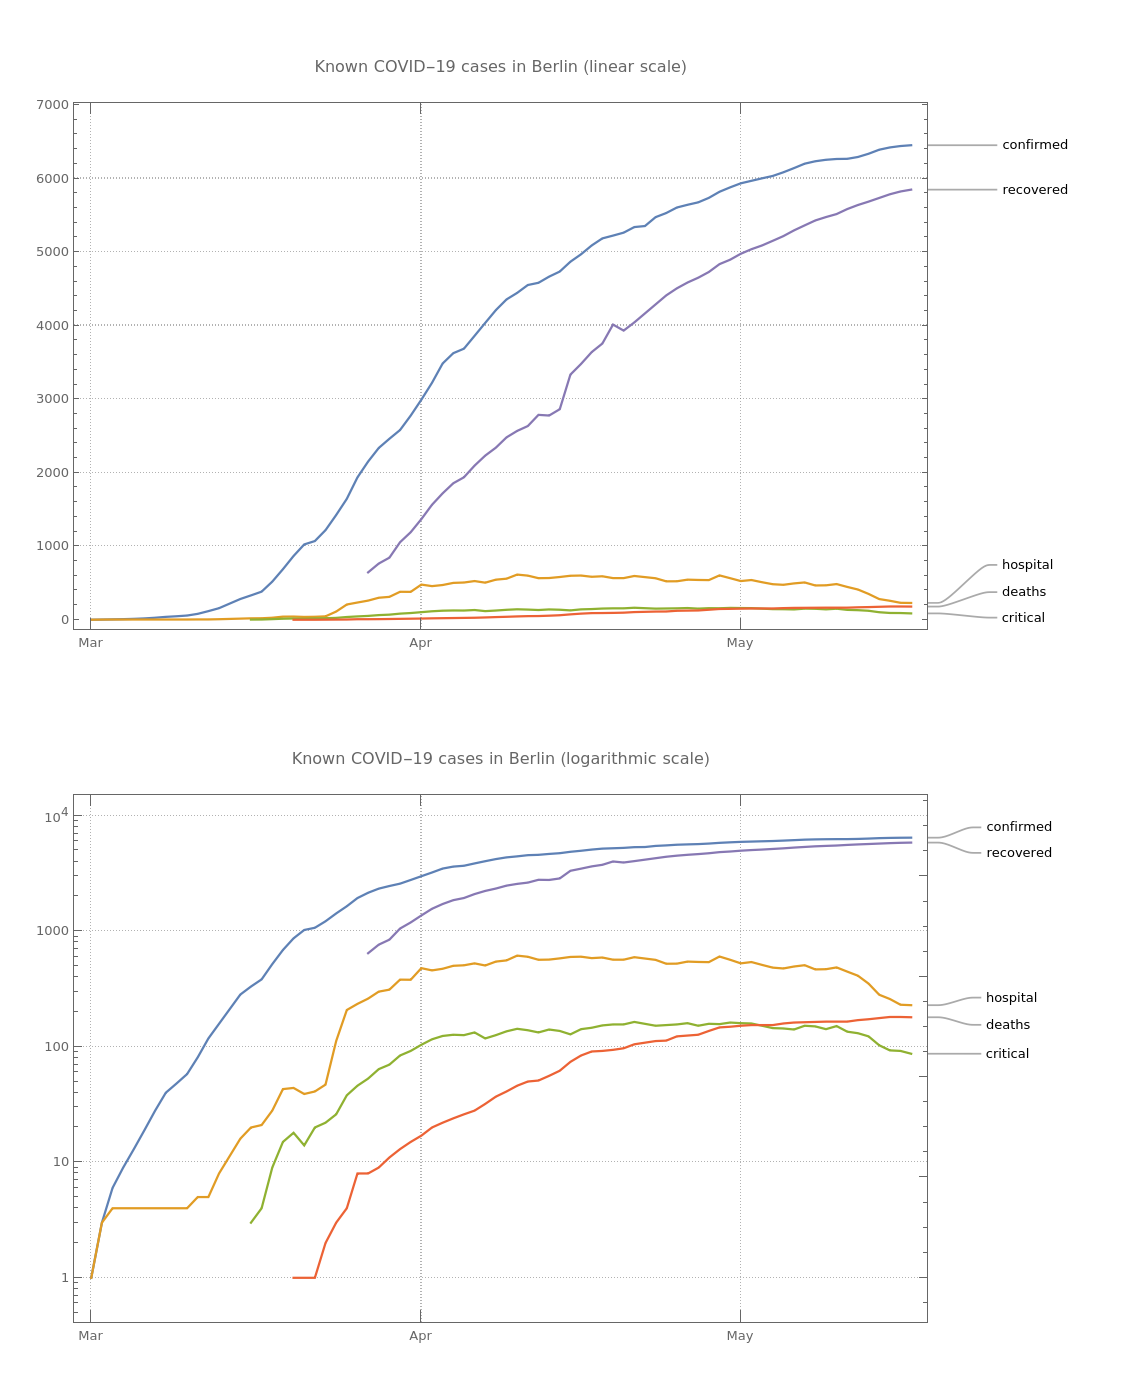 Known COVID‒19 cases in Berlin (linear scale)
7000
6000
5000
4000
3000
2000
1000
0
confirmed
recovered
hospital
deaths
critical
Mar Apr May
Known COVID‒19 cases in Berlin (logarithmic scale)
10⁴
1000
100
10
1
confirmed
recovered
hospital
deaths
critical
Mar Apr May